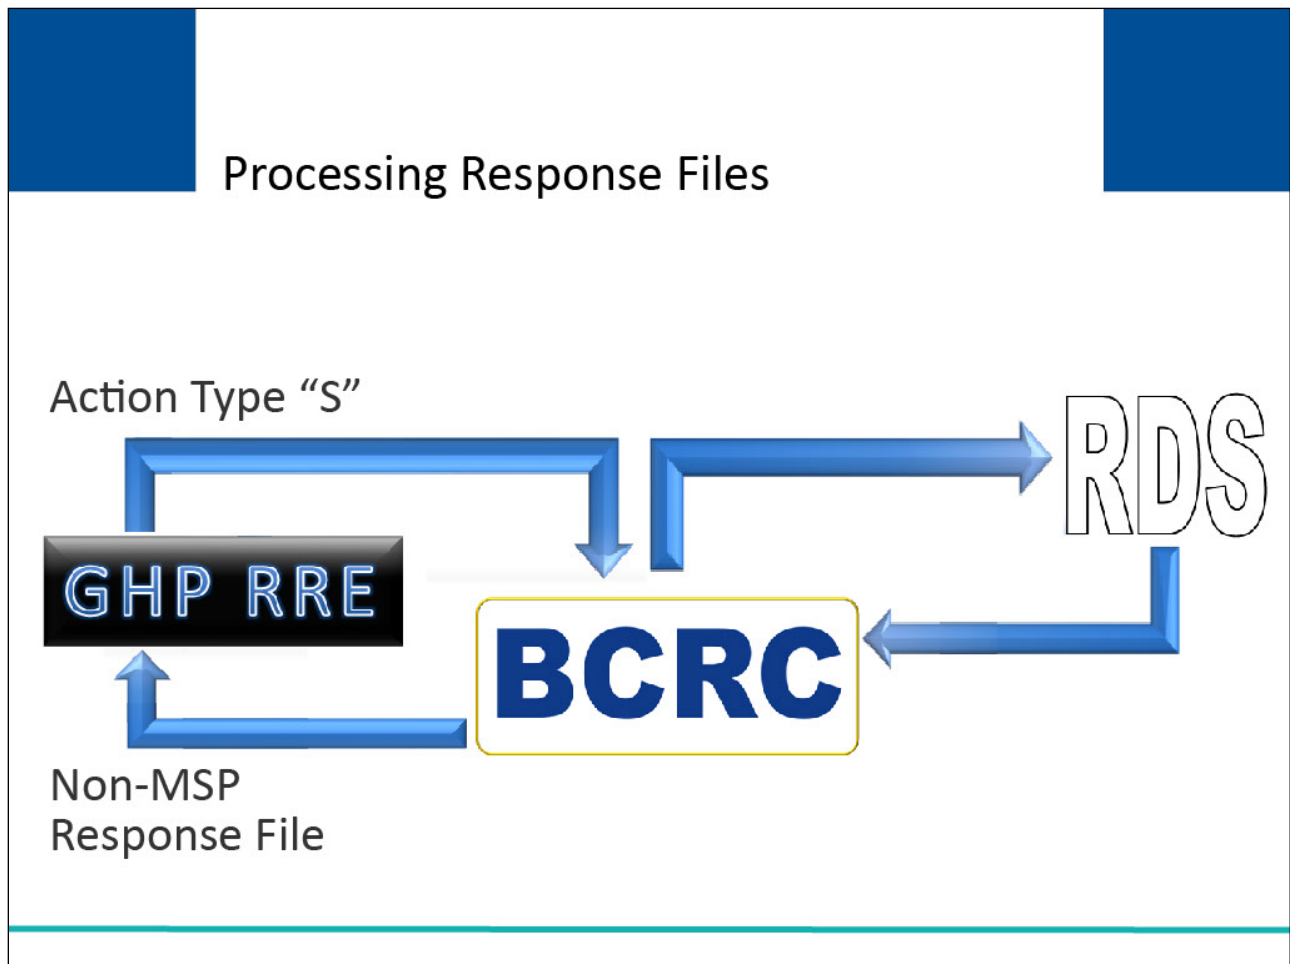 Processing Response Files
Action Type “S”
RDS
GHP RRE
BCRC
Non-MSP
Response File